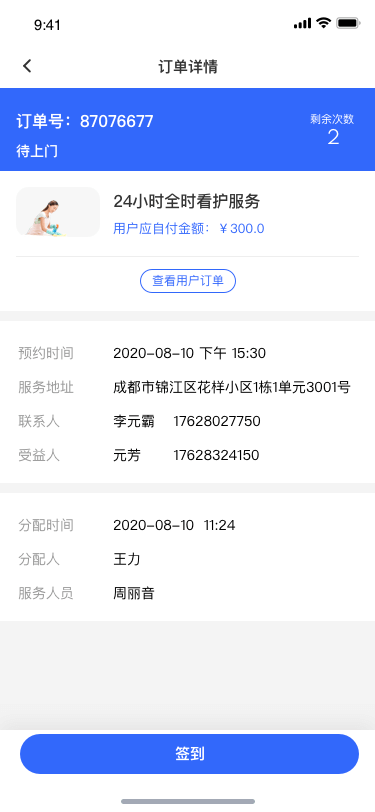 9:41
订单详情
订单号：87076677
剩余次数
2
待上门
24小时全时看护服务
用户应自付金额：￥300.0
查看用户订单
预约时间 2020-08-10 下午 15:30
服务地址 成都市锦江区花样小区1栋1单元3001号
联系人 李元霸 17628027750
受益人 元芳 17628324150
分配时间 2020-08-10 11:24
分配人 王力
服务人员 周丽音
签到